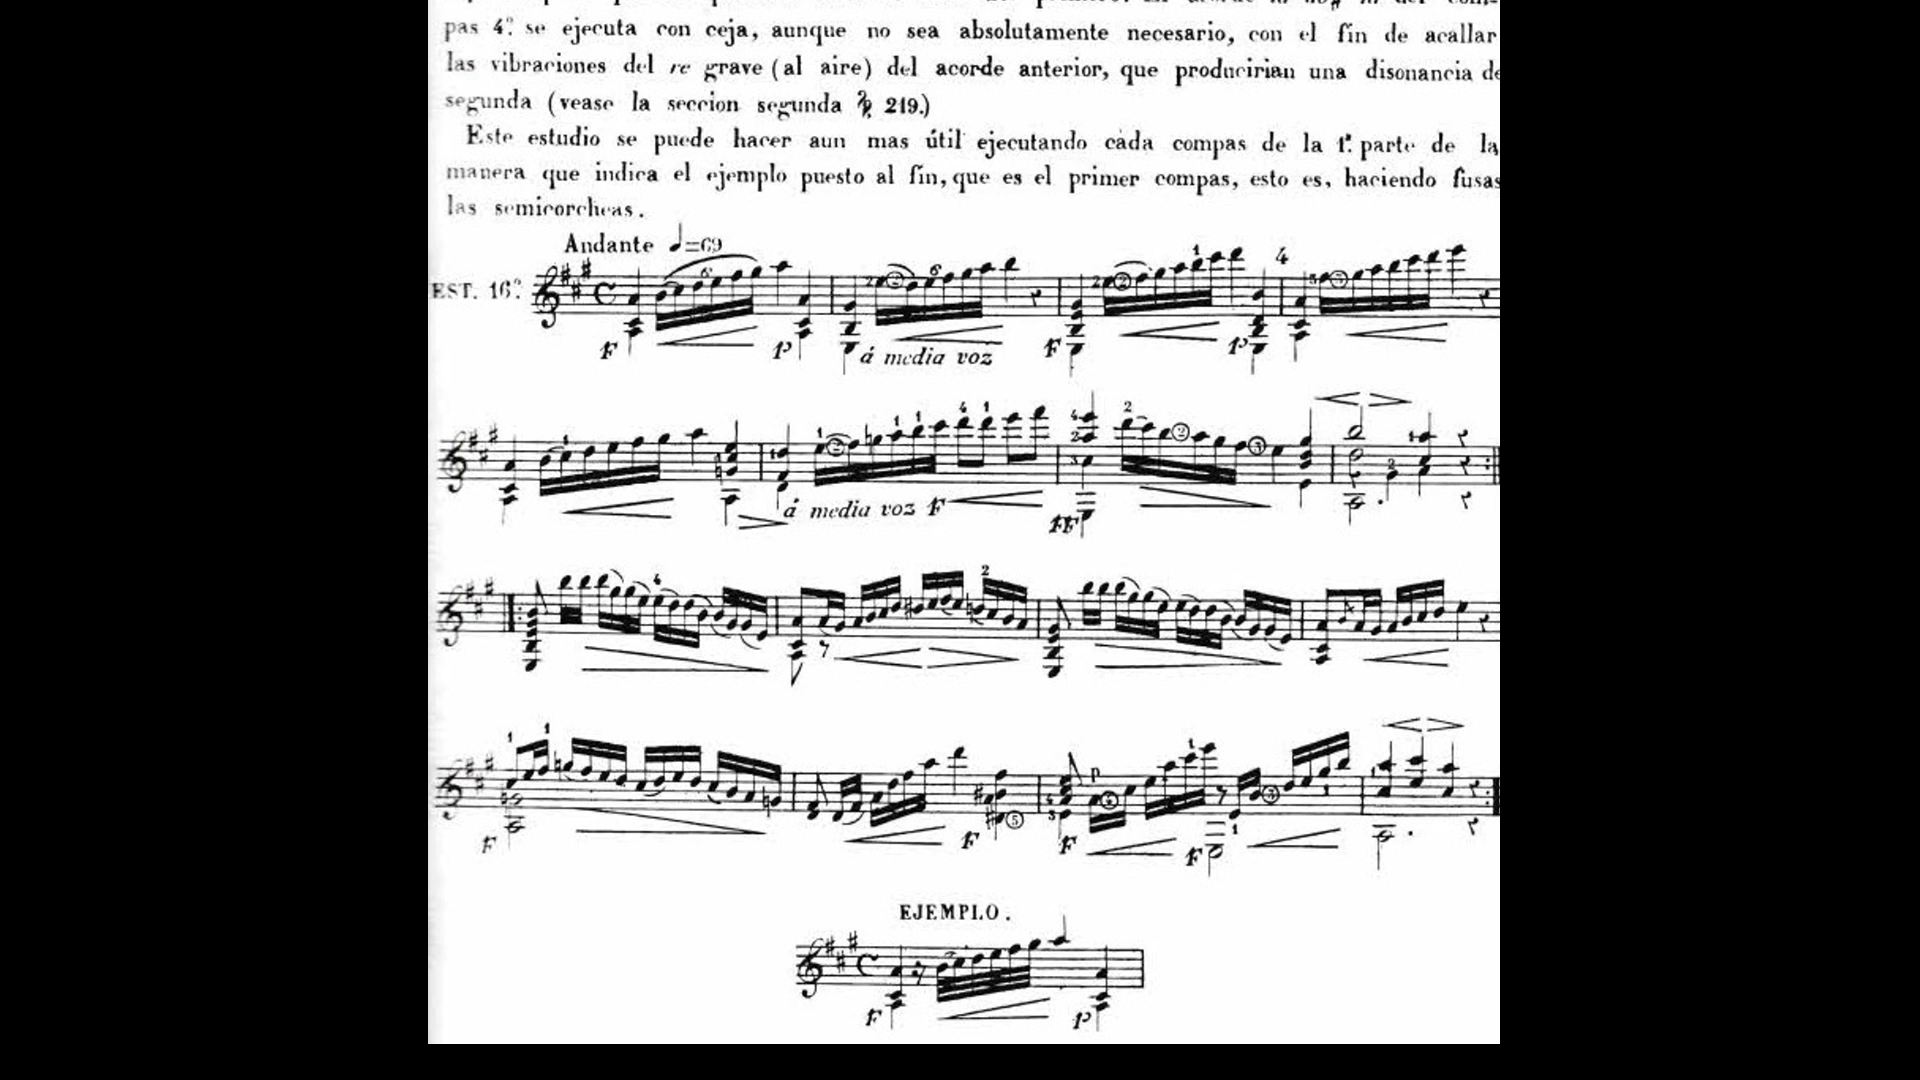 pas 4º. se ejecuta con ceja, aunque no sea absolutamente necesario, con el fin de acallar
las vibraciones del re grave (al aire) del acorde anterior, que producirian una disonancia de
segunda (vease la seccion segunda 219.)
Este estudio se puede hacer aun mas útil ejecutando cada compas de la 1ª. parte de la
manera que indica el ejemplo puesto al fin, que es el primer compas, esto es, haciendo fusas
las semicorcheas.
Andante ♩=69
EST. 16º.
F P á media voz F P
á media voz F FF
F F F F
EJEMPLO.
F P